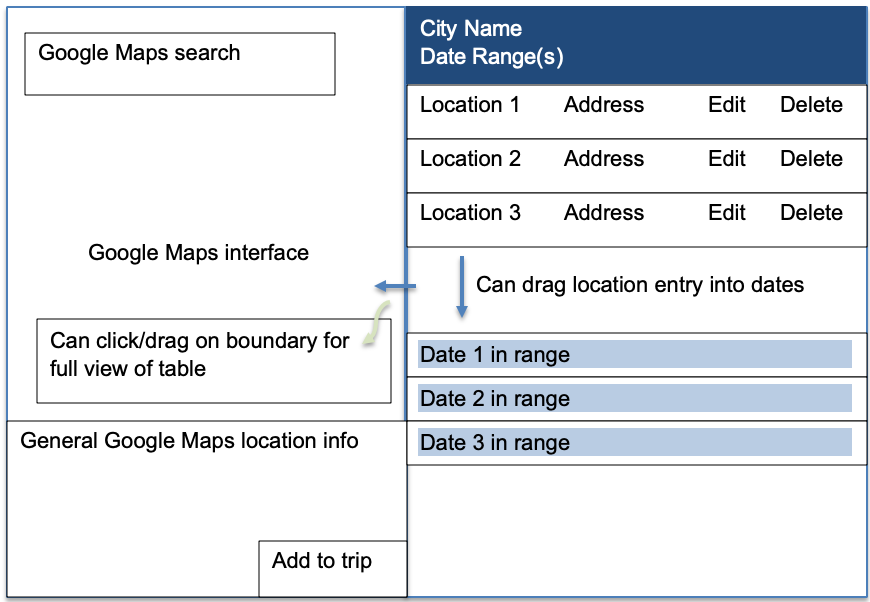 Google Maps search
Google Maps interface
Can click/drag on boundary for
full view of table
General Google Maps location info
Add to trip
City Name
Date Range(s)
Location 1 Address Edit Delete
Location 2 Address Edit Delete
Location 3 Address Edit Delete
Can drag location entry into dates
Date 1 in range
Date 2 in range
Date 3 in range